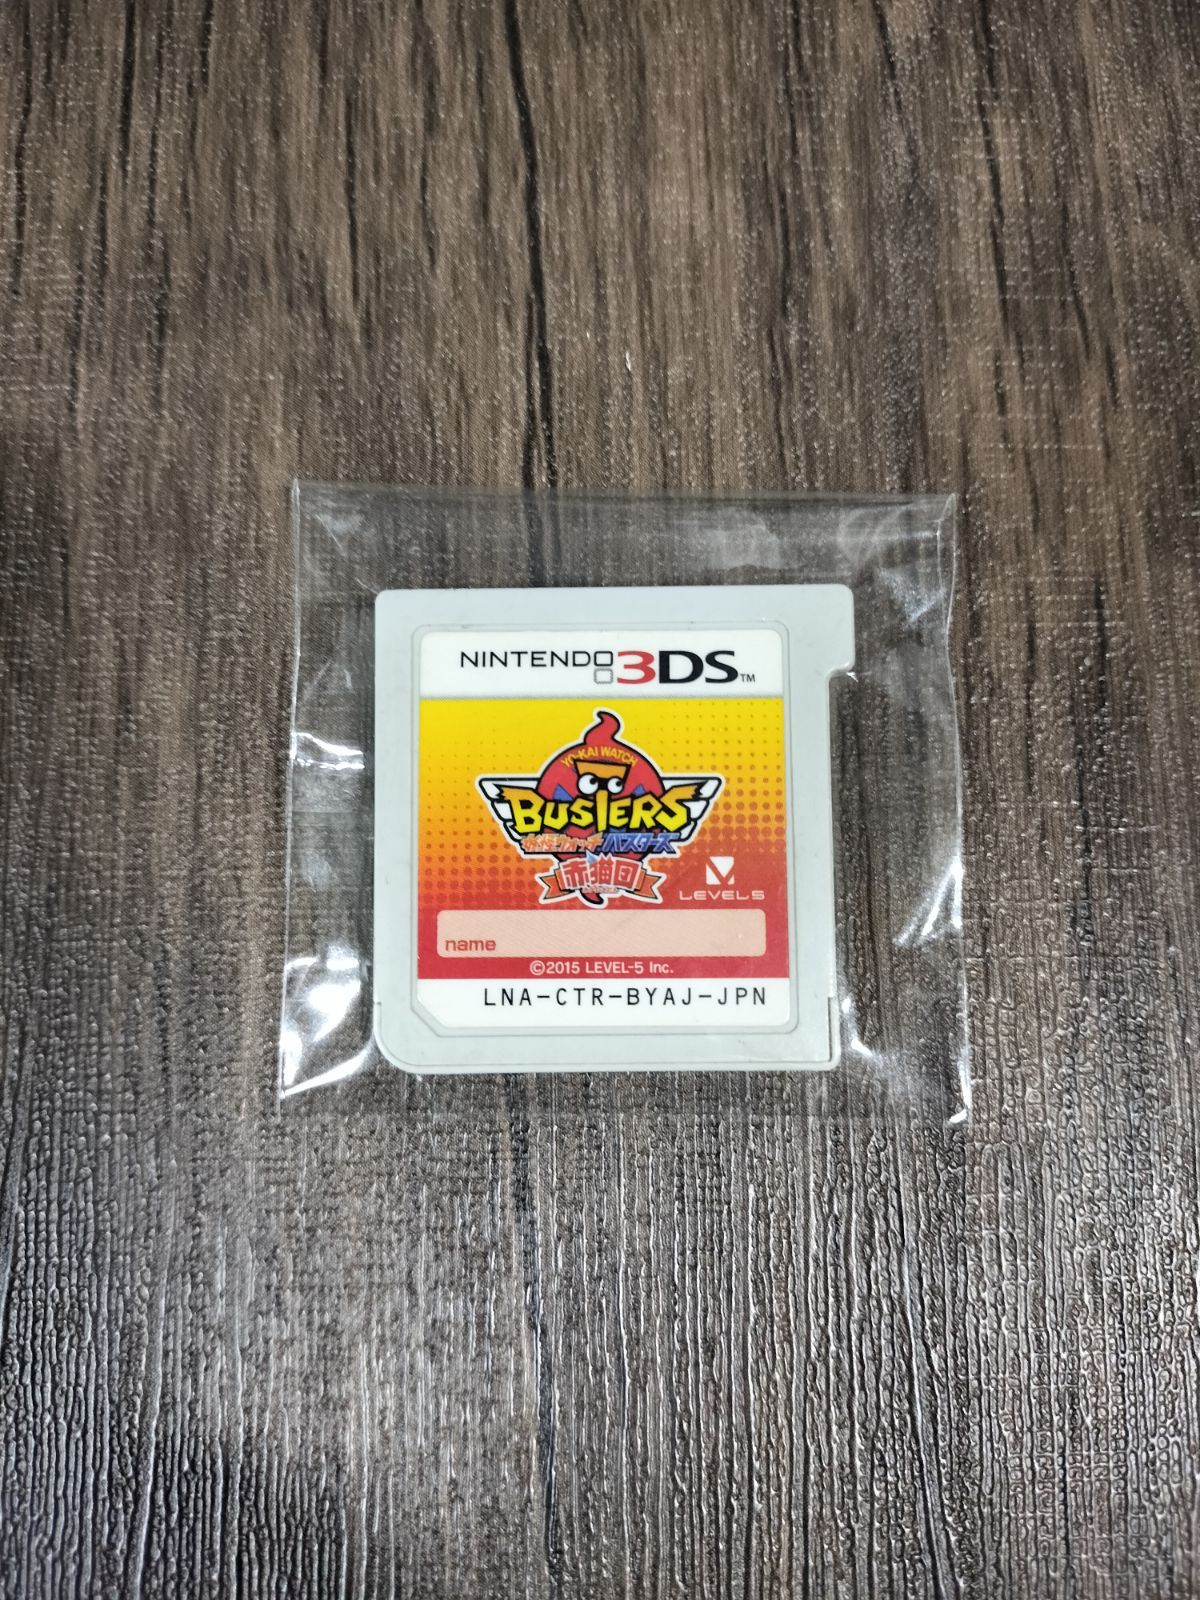 NINTENDO 3DS™
YO-KAI WATCH
BUSTERS
妖怪ウォッチバスターズ
赤猫団
LEVEL5
name
©2015 LEVEL-5 Inc.
LNA-CTR-BYAJ-JPN